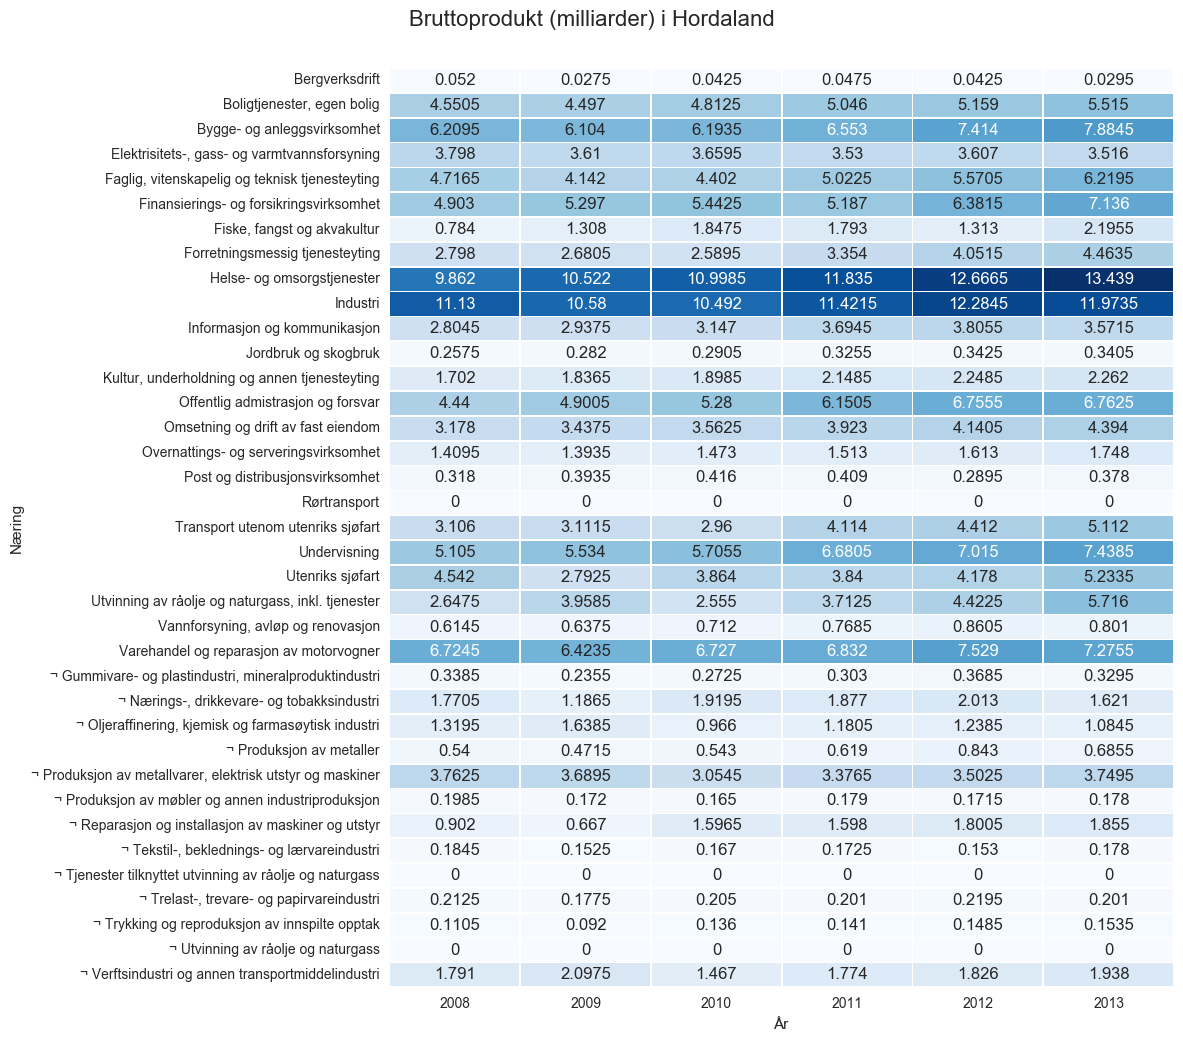 Bruttoprodukt (milliarder) i Hordaland
Bergverksdrift 0.052 0.0275 0.0425 0.0475 0.0425 0.0295
Boligtjenester, egen bolig 4.5505 4.497 4.8125 5.046 5.159 5.515
Bygge- og anleggsvirksomhet 6.2095 6.104 6.1935 6.553 7.414 7.8845
Elektrisitets-, gass- og varmtvannsforsyning 3.798 3.61 3.6595 3.53 3.607 3.516
Faglig, vitenskapelig og teknisk tjenesteyting 4.7165 4.142 4.402 5.0225 5.5705 6.2195
Finansierings- og forsikringsvirksomhet 4.903 5.297 5.4425 5.187 6.3815 7.136
Fiske, fangst og akvakultur 0.784 1.308 1.8475 1.793 1.313 2.1955
Forretningsmessig tjenesteyting 2.798 2.6805 2.5895 3.354 4.0515 4.4635
Helse- og omsorgstjenester 9.862 10.522 10.9985 11.835 12.6665 13.439
Industri 11.13 10.58 10.492 11.4215 12.2845 11.9735
Informasjon og kommunikasjon 2.8045 2.9375 3.147 3.6945 3.8055 3.5715
Jordbruk og skogbruk 0.2575 0.282 0.2905 0.3255 0.3425 0.3405
Kultur, underholdning og annen tjenesteyting 1.702 1.8365 1.8985 2.1485 2.2485 2.262
Offentlig admistrasjon og forsvar 4.44 4.9005 5.28 6.1505 6.7555 6.7625
Omsetning og drift av fast eiendom 3.178 3.4375 3.5625 3.923 4.1405 4.394
Overnattings- og serveringsvirksomhet 1.4095 1.3935 1.473 1.513 1.613 1.748
Post og distribusjonsvirksomhet 0.318 0.3935 0.416 0.409 0.2895 0.378
Rørtransport 0 0 0 0 0 0
Næring
Transport utenom utenriks sjøfart 3.106 3.1115 2.96 4.114 4.412 5.112
Undervisning 5.105 5.534 5.7055 6.6805 7.015 7.4385
Utenriks sjøfart 4.542 2.7925 3.864 3.84 4.178 5.2335
Utvinning av råolje og naturgass, inkl. tjenester 2.6475 3.9585 2.555 3.7125 4.4225 5.716
Vannforsyning, avløp og renovasjon 0.6145 0.6375 0.712 0.7685 0.8605 0.801
Varehandel og reparasjon av motorvogner 6.7245 6.4235 6.727 6.832 7.529 7.2755
¬ Gummivare- og plastindustri, mineralproduktindustri 0.3385 0.2355 0.2725 0.303 0.3685 0.3295
¬ Nærings-, drikkevare- og tobakksindustri 1.7705 1.1865 1.9195 1.877 2.013 1.621
¬ Oljeraffinering, kjemisk og farmasøytisk industri 1.3195 1.6385 0.966 1.1805 1.2385 1.0845
¬ Produksjon av metaller 0.54 0.4715 0.543 0.619 0.843 0.6855
¬ Produksjon av metallvarer, elektrisk utstyr og maskiner 3.7625 3.6895 3.0545 3.3765 3.5025 3.7495
¬ Produksjon av møbler og annen industriproduksjon 0.1985 0.172 0.165 0.179 0.1715 0.178
¬ Reparasjon og installasjon av maskiner og utstyr 0.902 0.667 1.5965 1.598 1.8005 1.855
¬ Tekstil-, beklednings- og lærvareindustri 0.1845 0.1525 0.167 0.1725 0.153 0.178
¬ Tjenester tilknyttet utvinning av råolje og naturgass 0 0 0 0 0 0
¬ Trelast-, trevare- og papirvareindustri 0.2125 0.1775 0.205 0.201 0.2195 0.201
¬ Trykking og reproduksjon av innspilte opptak 0.1105 0.092 0.136 0.141 0.1485 0.1535
¬ Utvinning av råolje og naturgass 0 0 0 0 0 0
¬ Verftsindustri og annen transportmiddelindustri 1.791 2.0975 1.467 1.774 1.826 1.938
2008 2009 2010 2011 2012 2013
År